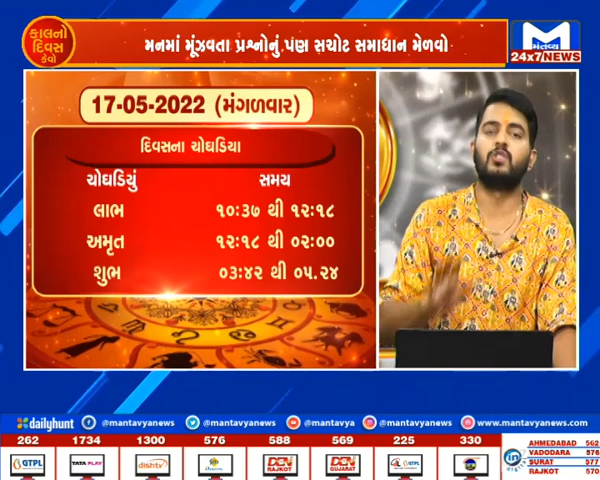 કાલનો
દિવસ
કેવો
મનમાં મૂંઝવતા પ્રશ્નોનું પણ સચોટ સમાધાન મેળવો
મંતવ્ય
24x7NEWS
17-05-2022 (મંગળવાર)
દિવસના ચોઘડિયા
ચોઘડિયું સમય
લાભ ૧૦:૩૭ થી ૧૨:૧૮
અમૃત ૧૨:૧૮ થી ૦૨:૦૦
શુભ ૦૩:૪૨ થી ૦૫.૨૪
dailyhunt @mantavyanews @mantavyanews @mantavya @mantavyanews www.mantavyanews.com
262 1734 1300 576 588 569 225 330
GTPL TATA PLAY dishtv DEN RAJKOT DEN GUJARAT GTPL
in
AHMEDABAD 562
VADODARA 576
SURAT 577
RAJKOT 570